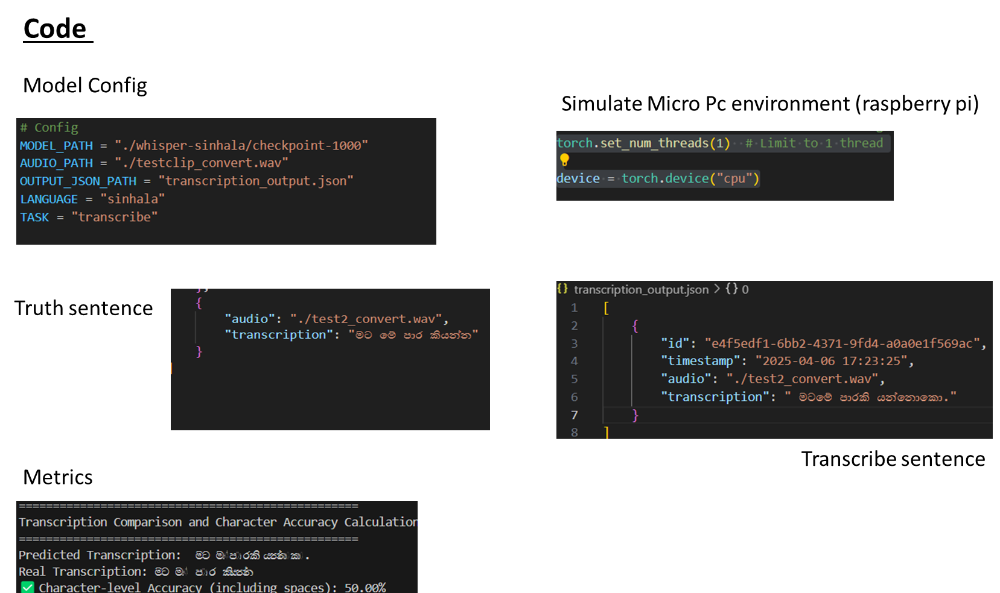 Code
Model Config
# Config
MODEL_PATH = "./whisper-sinhala/checkpoint-1000"
AUDIO_PATH = "./testclip_convert.wav"
OUTPUT_JSON_PATH = "transcription_output.json"
LANGUAGE = "sinhala"
TASK = "transcribe"
Simulate Micro Pc environment (raspberry pi)
torch.set_num_threads(1) # Limit to 1 thread
device = torch.device("cpu")
Truth sentence
},
{
"audio": "./test2_convert.wav",
"transcription": "මට මේ පාර කියන්න"
}
{} transcription_output.json > {} 0
1 [
2 {
3 "id": "e4f5edf1-6bb2-4371-9fd4-a0a0e1f569ac",
4 "timestamp": "2025-04-06 17:23:25",
5 "audio": "./test2_convert.wav",
6 "transcription": " මටමේ පාරකි යන්නොකො."
7 }
8 ]
Transcribe sentence
Metrics
==================================================
Transcription Comparison and Character Accuracy Calculation
==================================================
Predicted Transcription:
Real Transcription: මට
✅ Character-level Accuracy (including spaces): 50.00%